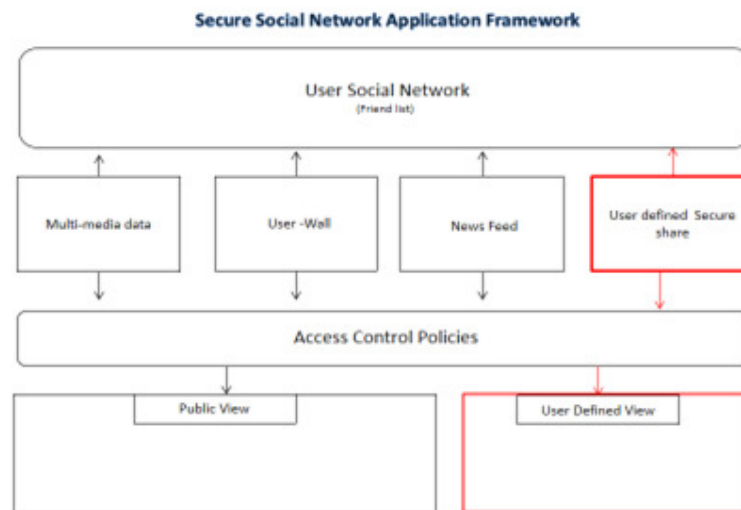 Secure Social Network Application Framework
User Social Network
(Friend list)
Multi-media data
User -Wall
News Feed
User defined Secure
share
Access Control Policies
Public View
User Defined View